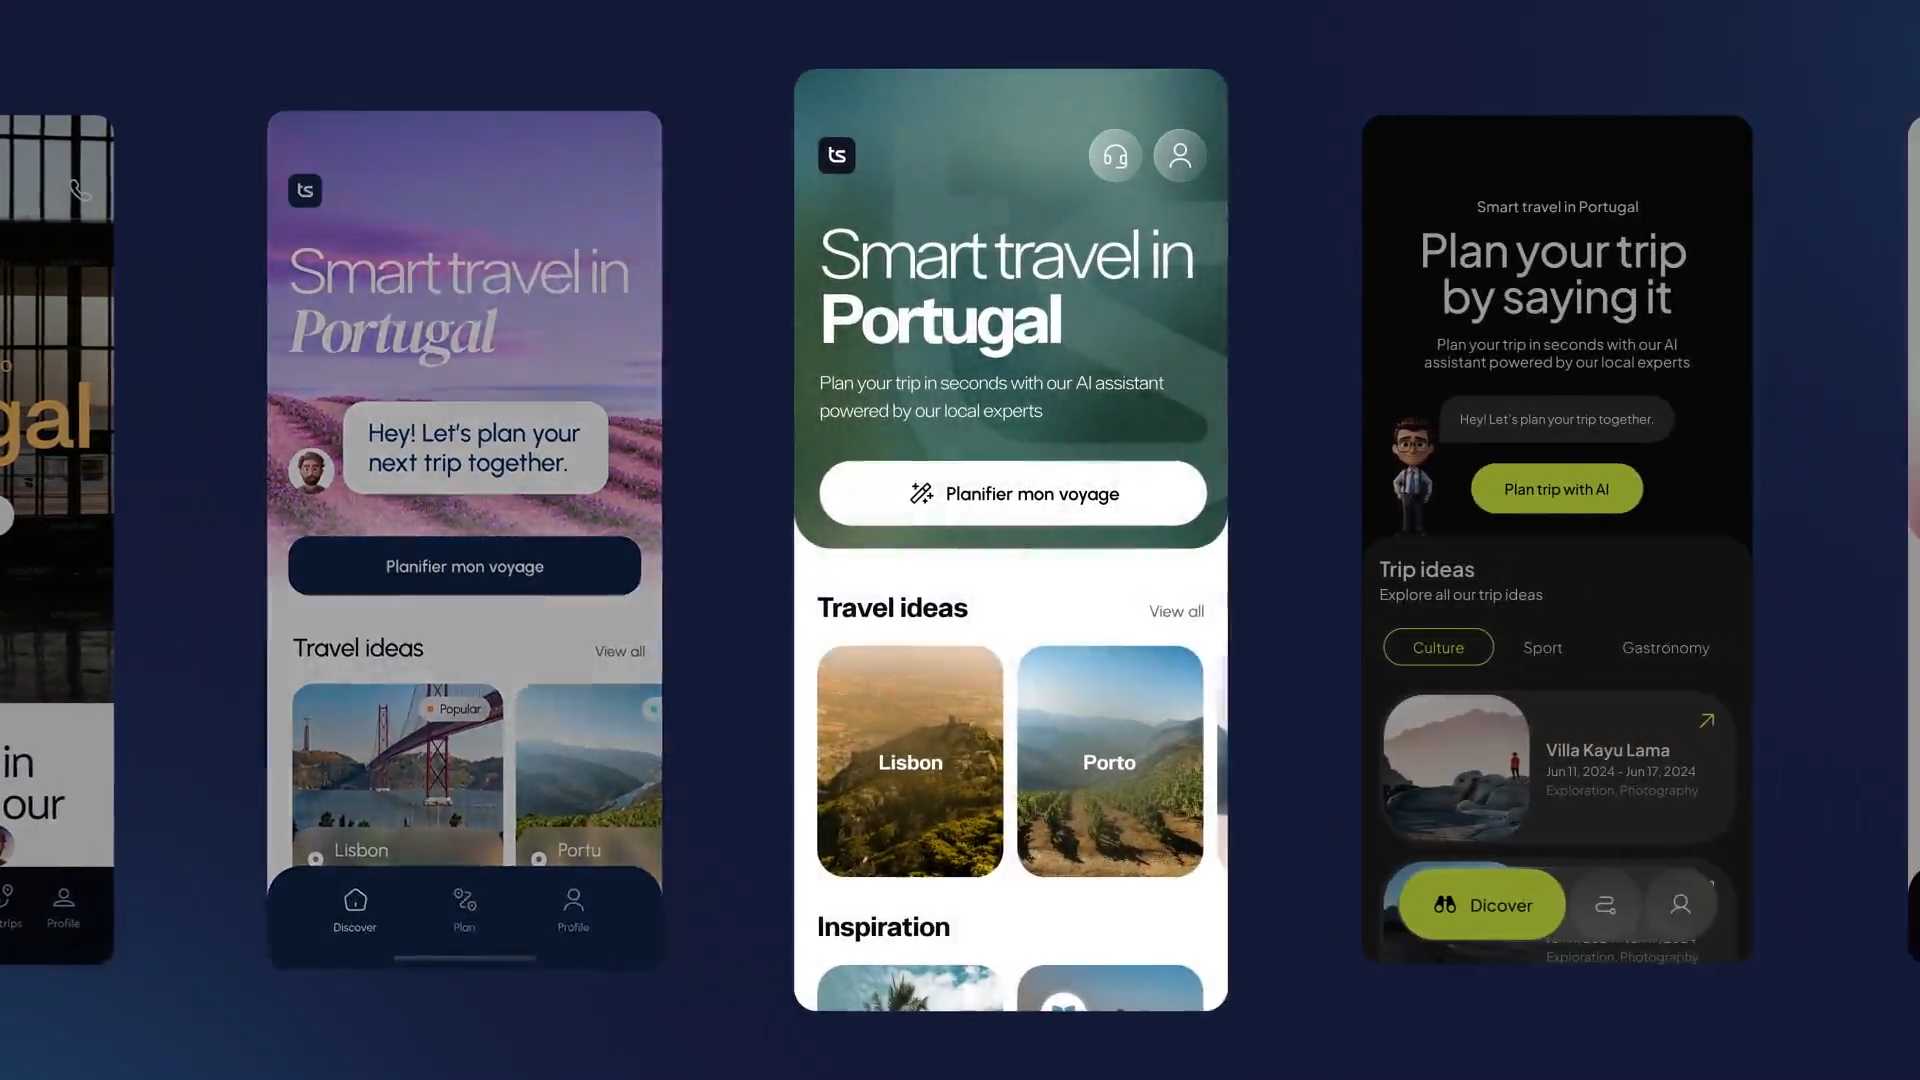 gal
in
our
trips
Profile
ts
Smart travel in
Portugal
Hey! Let's plan your
next trip together.
Planifier mon voyage
Travel ideas
View all
Popular
Lisbon
Portu
Discover
Plan
Profile
ts
Smart travel in
Portugal
Plan your trip in seconds with our AI assistant
powered by our local experts
Planifier mon voyage
Travel ideas
View all
Lisbon
Porto
Inspiration
Smart travel in Portugal
Plan your trip
by saying it
Plan your trip in seconds with our AI
assistant powered by our local experts
Hey! Let's plan your trip together.
Plan trip with AI
Trip ideas
Explore all our trip ideas
Culture
Sport
Gastronomy
Villa Kayu Lama
Jun 11, 2024 - Jun 17, 2024
Exploration, Photography
Dicover
Exploration, Photography